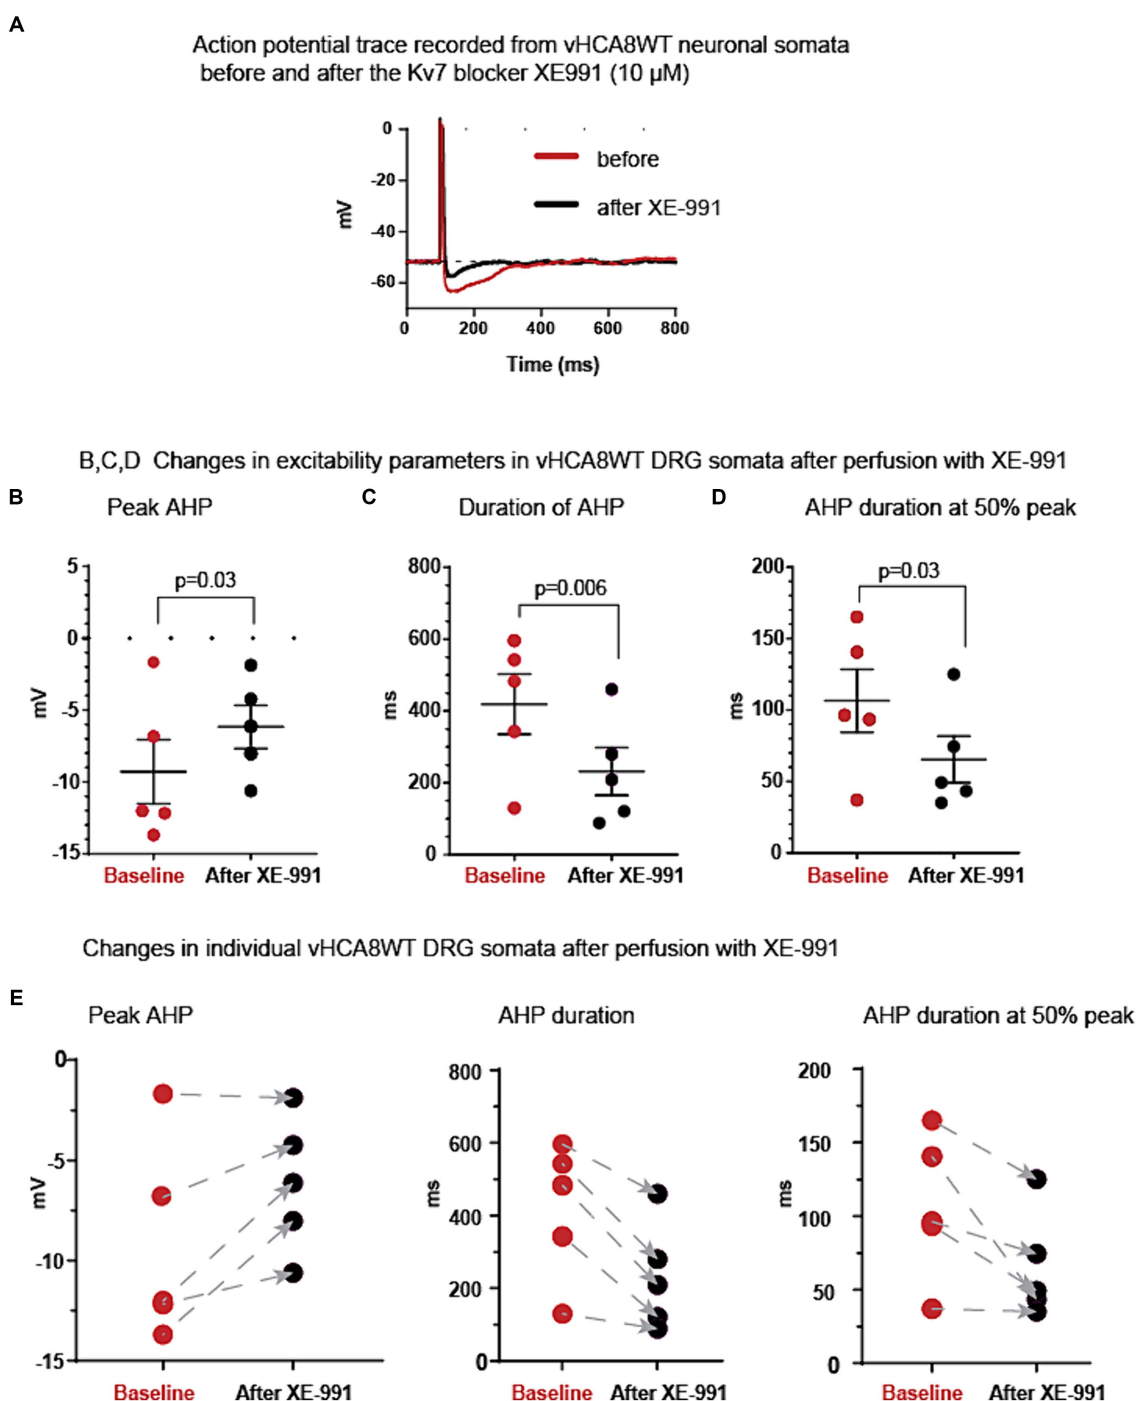 A
Action potential trace recorded from vHCA8WT neuronal somata
before and after the Kv7 blocker XE991 (10 µM)
0
-20
-40
-60
mV
before
after XE-991
0 200 400 600 800
Time (ms)
B,C,D Changes in excitability parameters in vHCA8WT DRG somata after perfusion with XE-991
B
Peak AHP
5
0
-5
-10
-15
mV
p=0.03
Baseline After XE-991
C
Duration of AHP
800
600
400
200
0
ms
p=0.006
Baseline After XE-991
D
AHP duration at 50% peak
200
150
100
50
0
ms
p=0.03
Baseline After XE-991
Changes in individual vHCA8WT DRG somata after perfusion with XE-991
E
Peak AHP
0
-5
-10
-15
mV
Baseline After XE-991
AHP duration
800
600
400
200
0
ms
Baseline After XE-991
AHP duration at 50% peak
200
150
100
50
0
ms
Baseline After XE-991